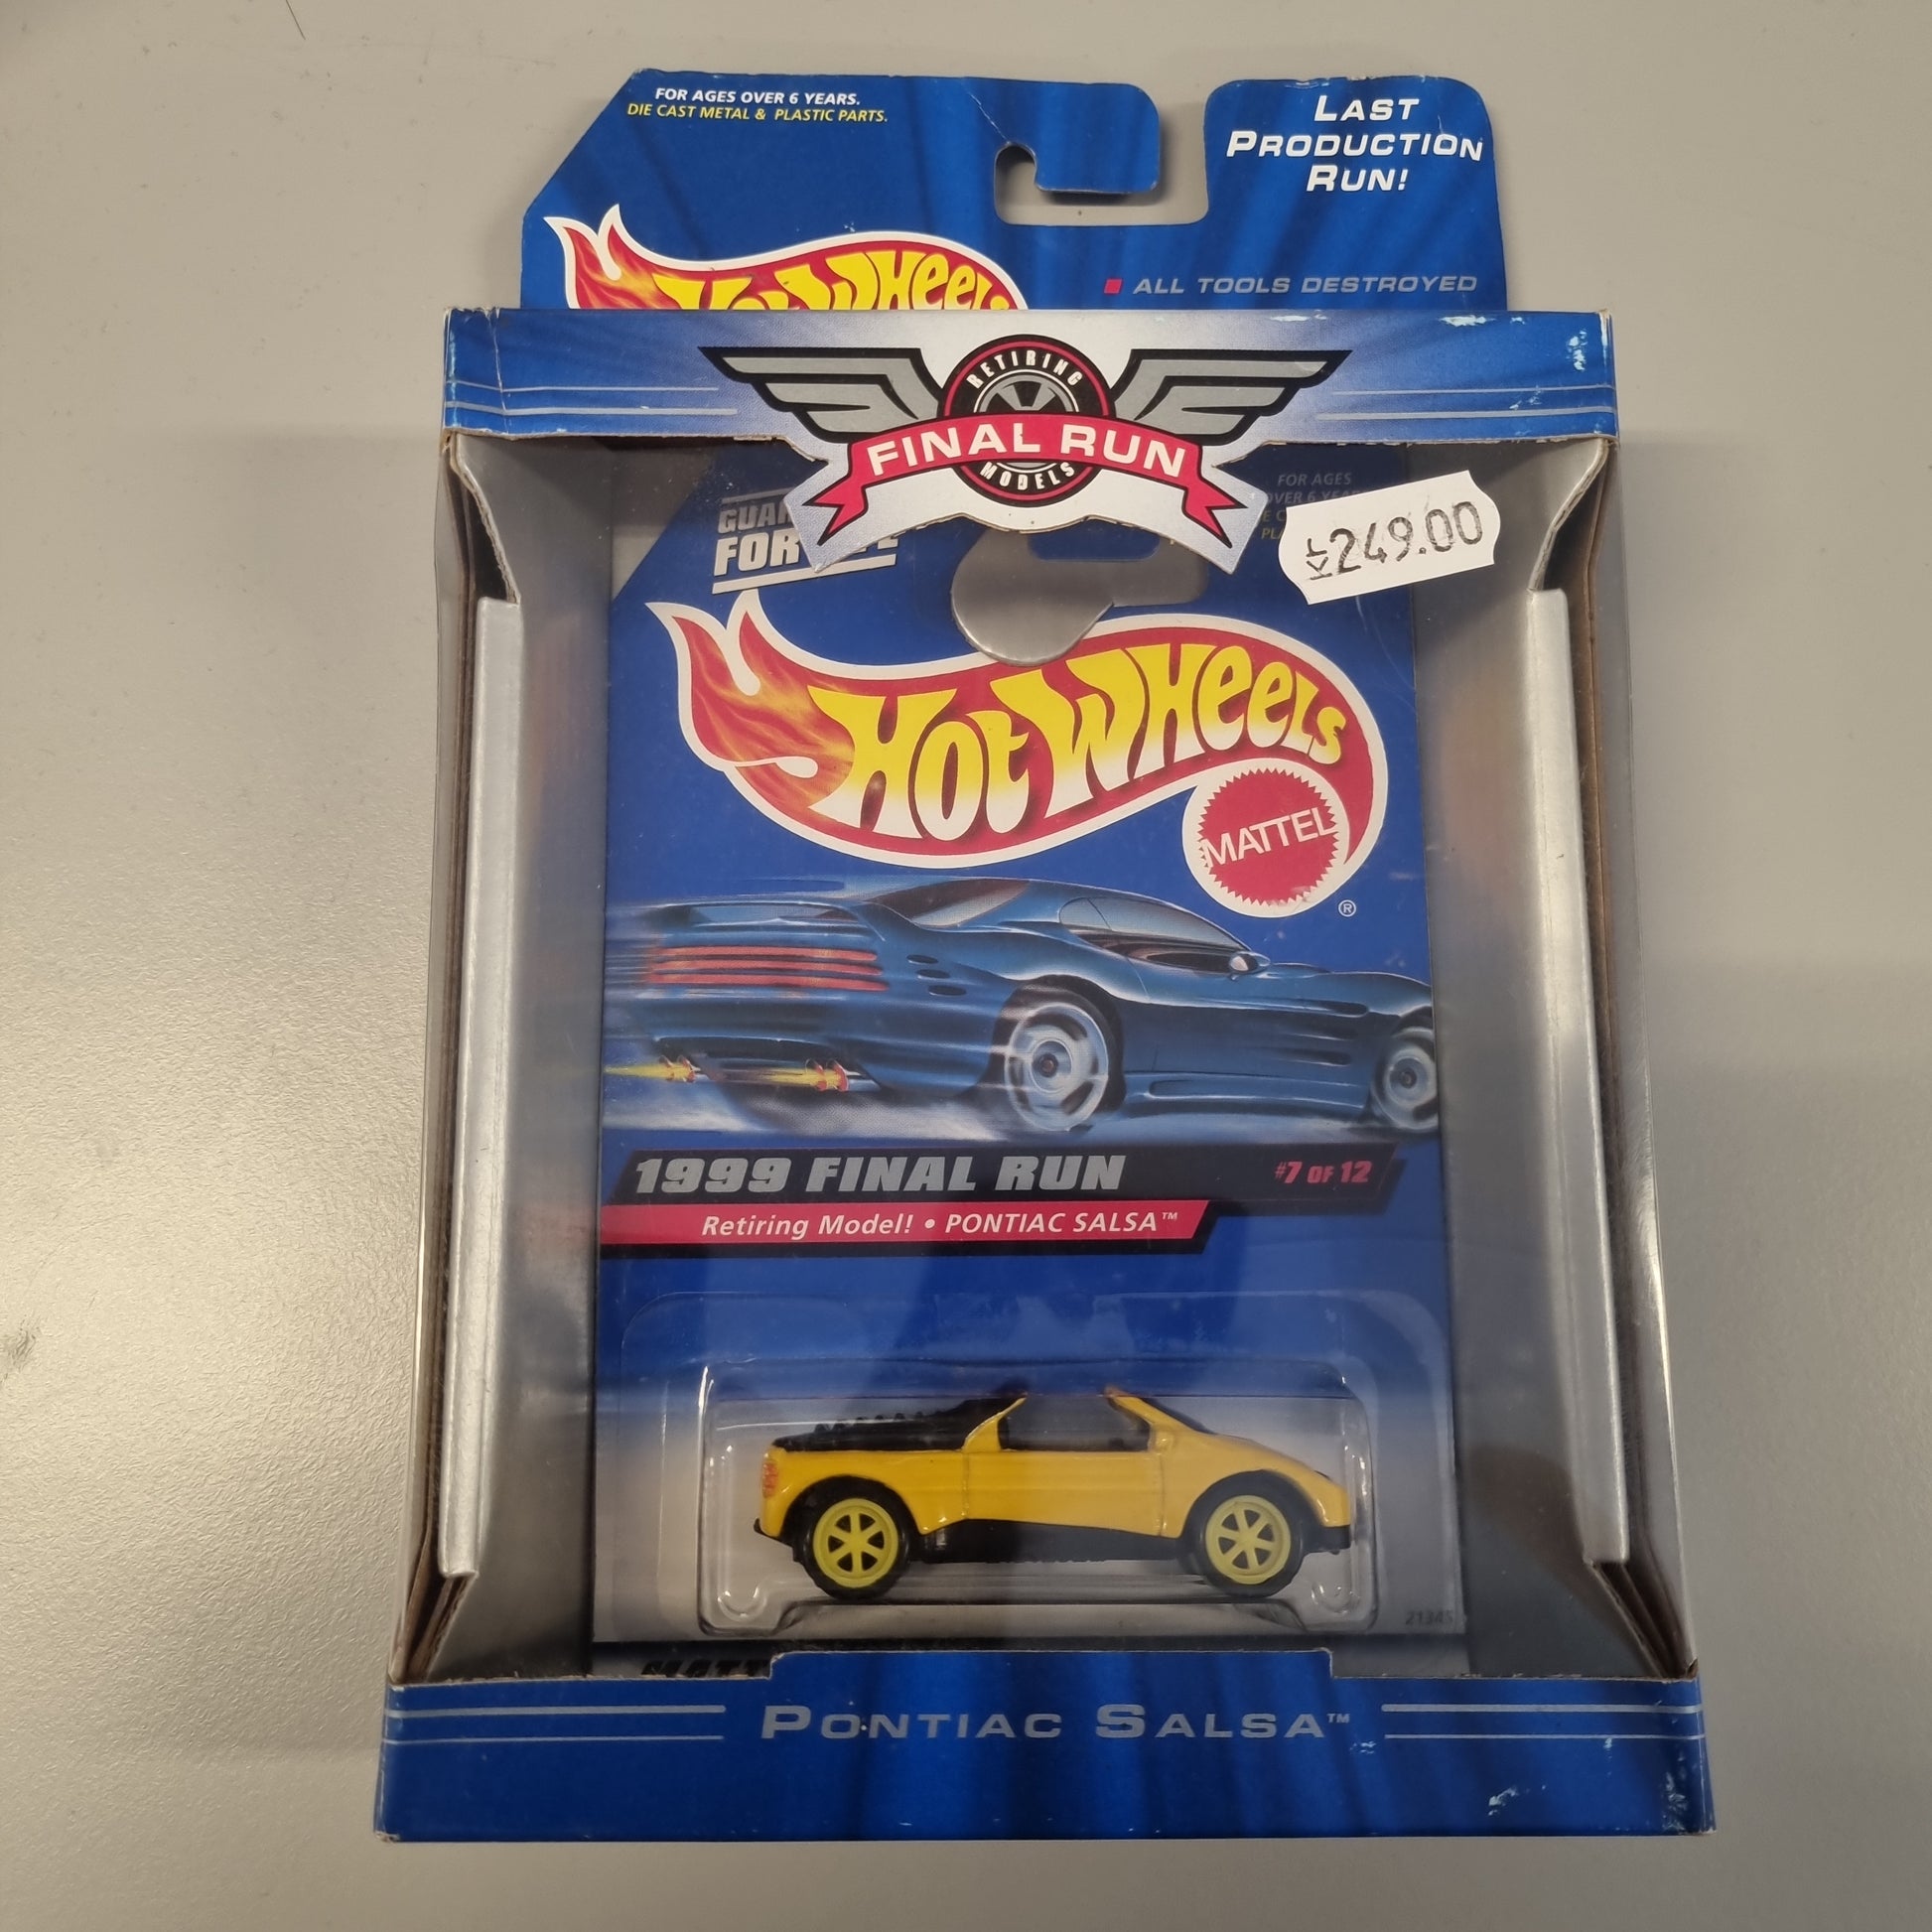 FOR AGES OVER 6 YEARS.
DIE CAST METAL & PLASTIC PARTS.
LAST
PRODUCTION
RUN!
HOT WHEELS
ALL TOOLS DESTROYED
RETIRING
FINAL RUN
MODELS
FOR AGES
OVER 6
FOR
249.00
HOT WHEELS
MATTEL
®
1999 FINAL RUN
#7 OF 12
Retiring Model! • PONTIAC SALSA™
PONTIAC SALSA™